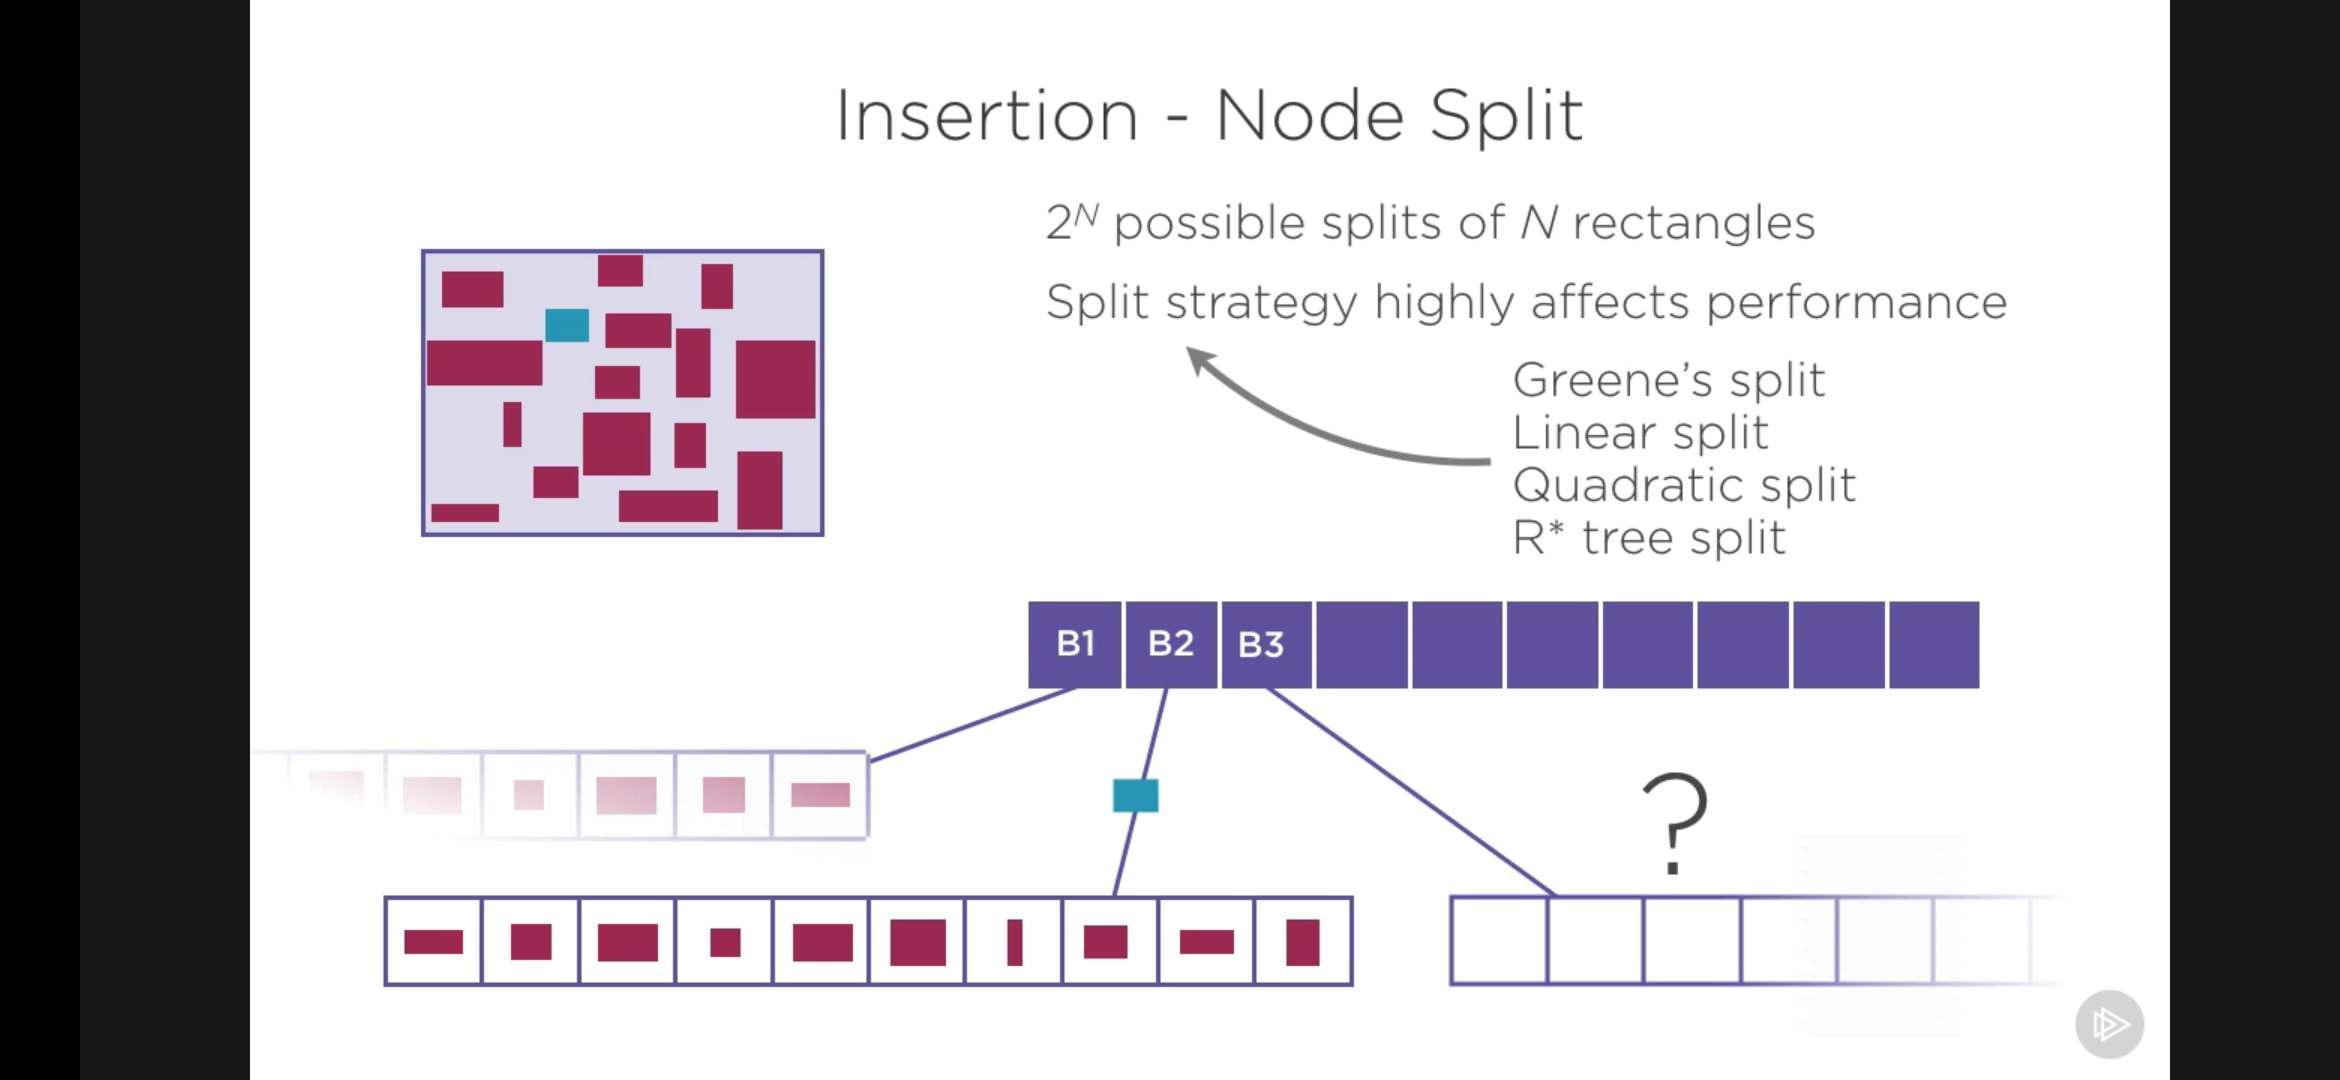 Insertion - Node Split
2ᴺ possible splits of N rectangles
Split strategy highly affects performance
Greene's split
Linear split
Quadratic split
R* tree split
B1 B2 B3
?